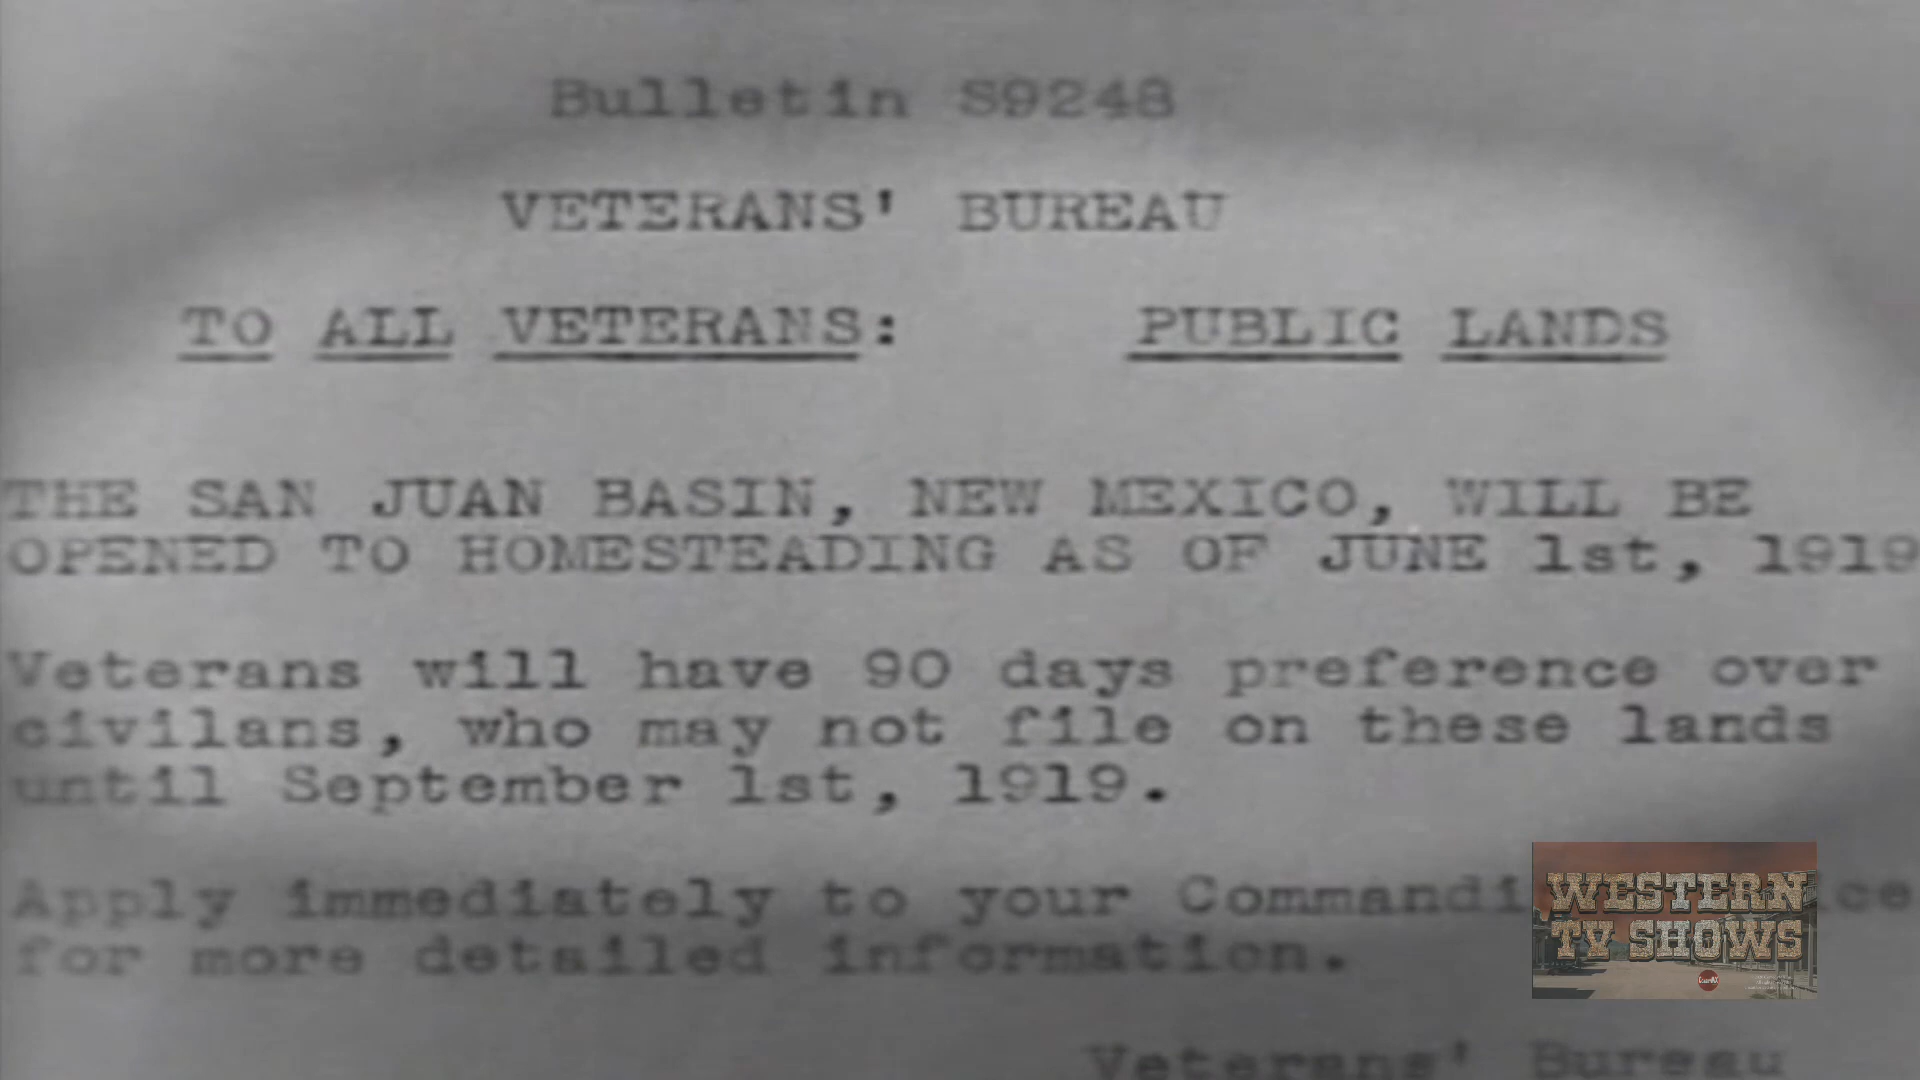 Bulletin S9248
VETERANS' BUREAU
TO ALL VETERANS: PUBLIC LANDS
THE SAN JUAN BASIN, NEW MEXICO, WILL BE
OPENED TO HOMESTEADING AS OF JUNE 1st, 1919
Veterans will have 90 days preference over
civilans, who may not file on these lands
until September 1st, 1919.
Apply immediately to your
for more detailed information.
WESTERN
TV SHOWS
Veterans' Bureau